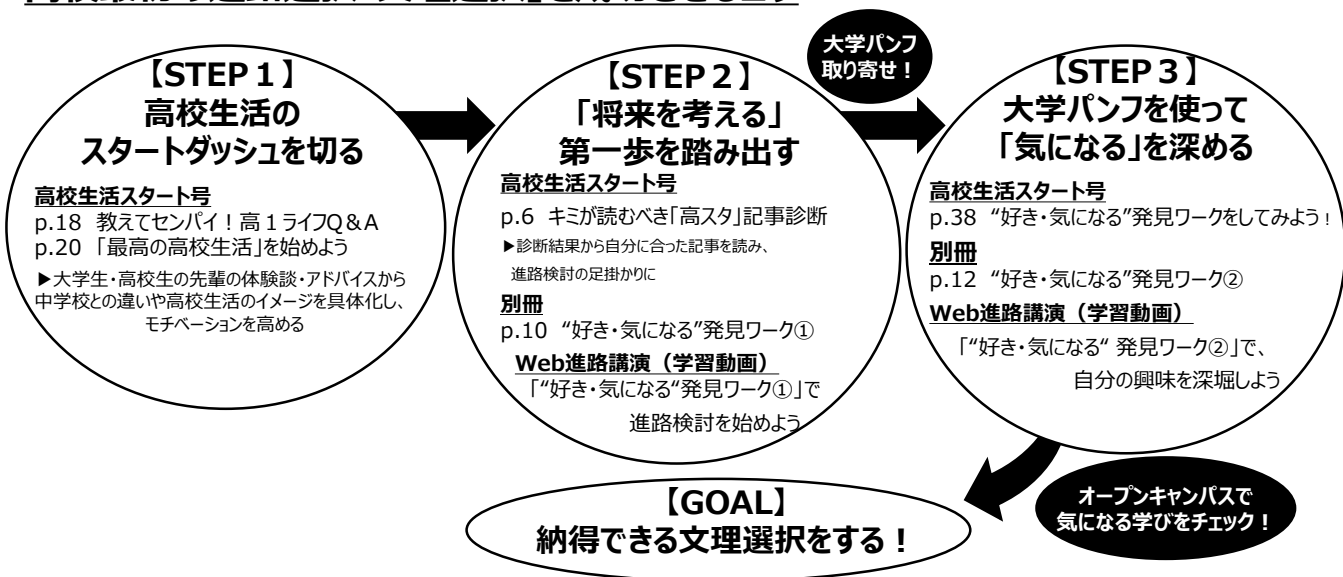 【STEP１】
高校生活の
スタートダッシュを切る
高校生活スタート号
p.18 教えてセンパイ！高１ライフQ＆A
p.20 「最高の高校生活」を始めよう
▶大学生・高校生の先輩の体験談・アドバイスから
中学校との違いや高校生活のイメージを具体化し、
モチベーションを高める
【STEP２】
「将来を考える」
第一歩を踏み出す
高校生活スタート号
p.6 キミが読むべき「高スタ」記事診断
▶診断結果から自分に合った記事を読み、
進路検討の足掛かりに
別冊
p.10 “好き・気になる”発見ワーク①
Web進路講演（学習動画）
「“好き・気になる“発見ワーク①」で
進路検討を始めよう
大学パンフ
取り寄せ！
【STEP３】
大学パンフを使って
「気になる」を深める
高校生活スタート号
p.38 “好き・気になる”発見ワークをしてみよう！
別冊
p.12 “好き・気になる”発見ワーク②
Web進路講演（学習動画）
「“好き・気になる“ 発見ワーク②」で、
自分の興味を深堀しよう
オープンキャンパスで
気になる学びをチェック！
【GOAL】
納得できる文理選択をする！